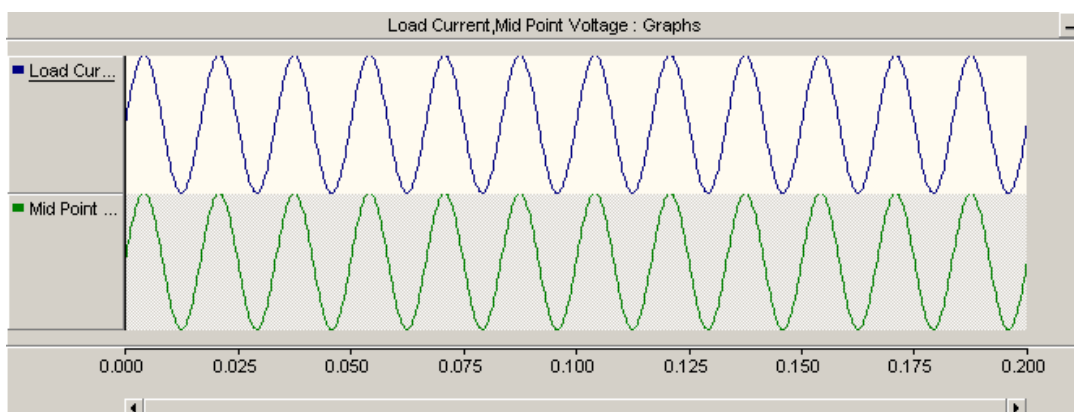 Load Current,Mid Point Voltage : Graphs
Load Cur...
Mid Point ...
0.000 0.025 0.050 0.075 0.100 0.125 0.150 0.175 0.200